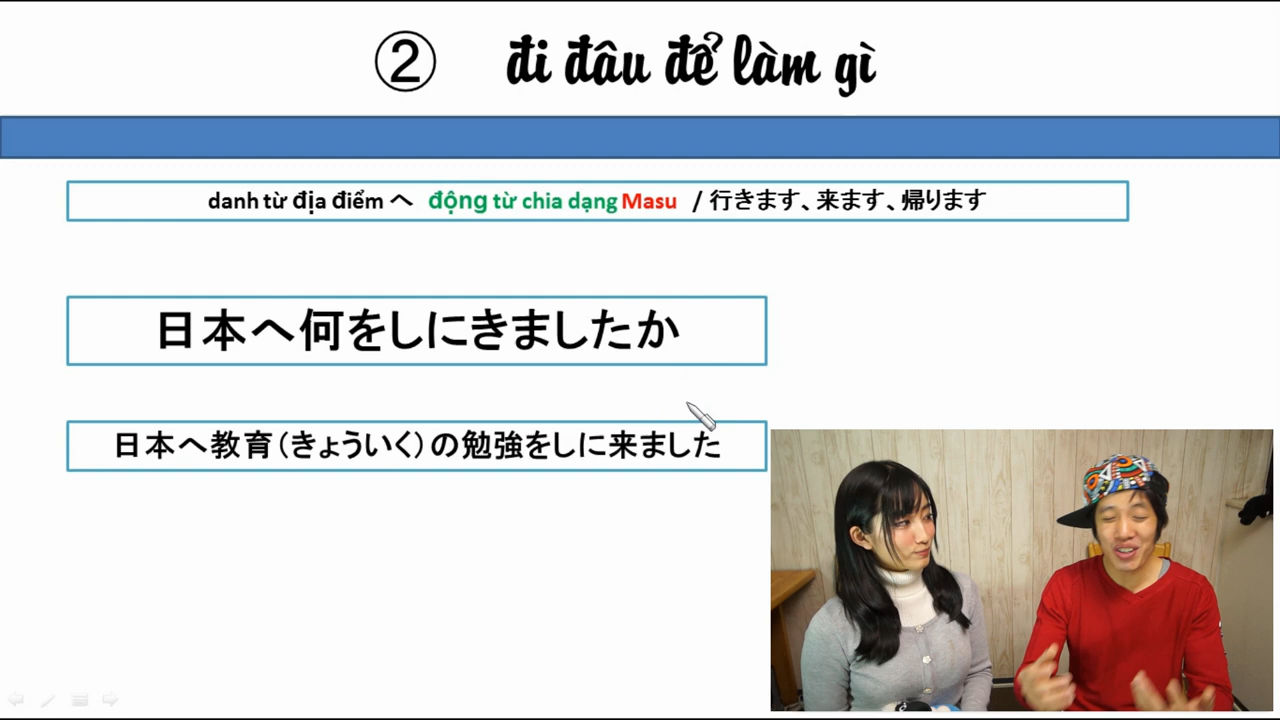 ② đi đâu để làm gì
danh từ địa điểm へ động từ chia dạng Masu / 行きます、来ます、帰ります
日本へ何をしにきましたか
日本へ教育（きょういく）の勉強をしに来ました